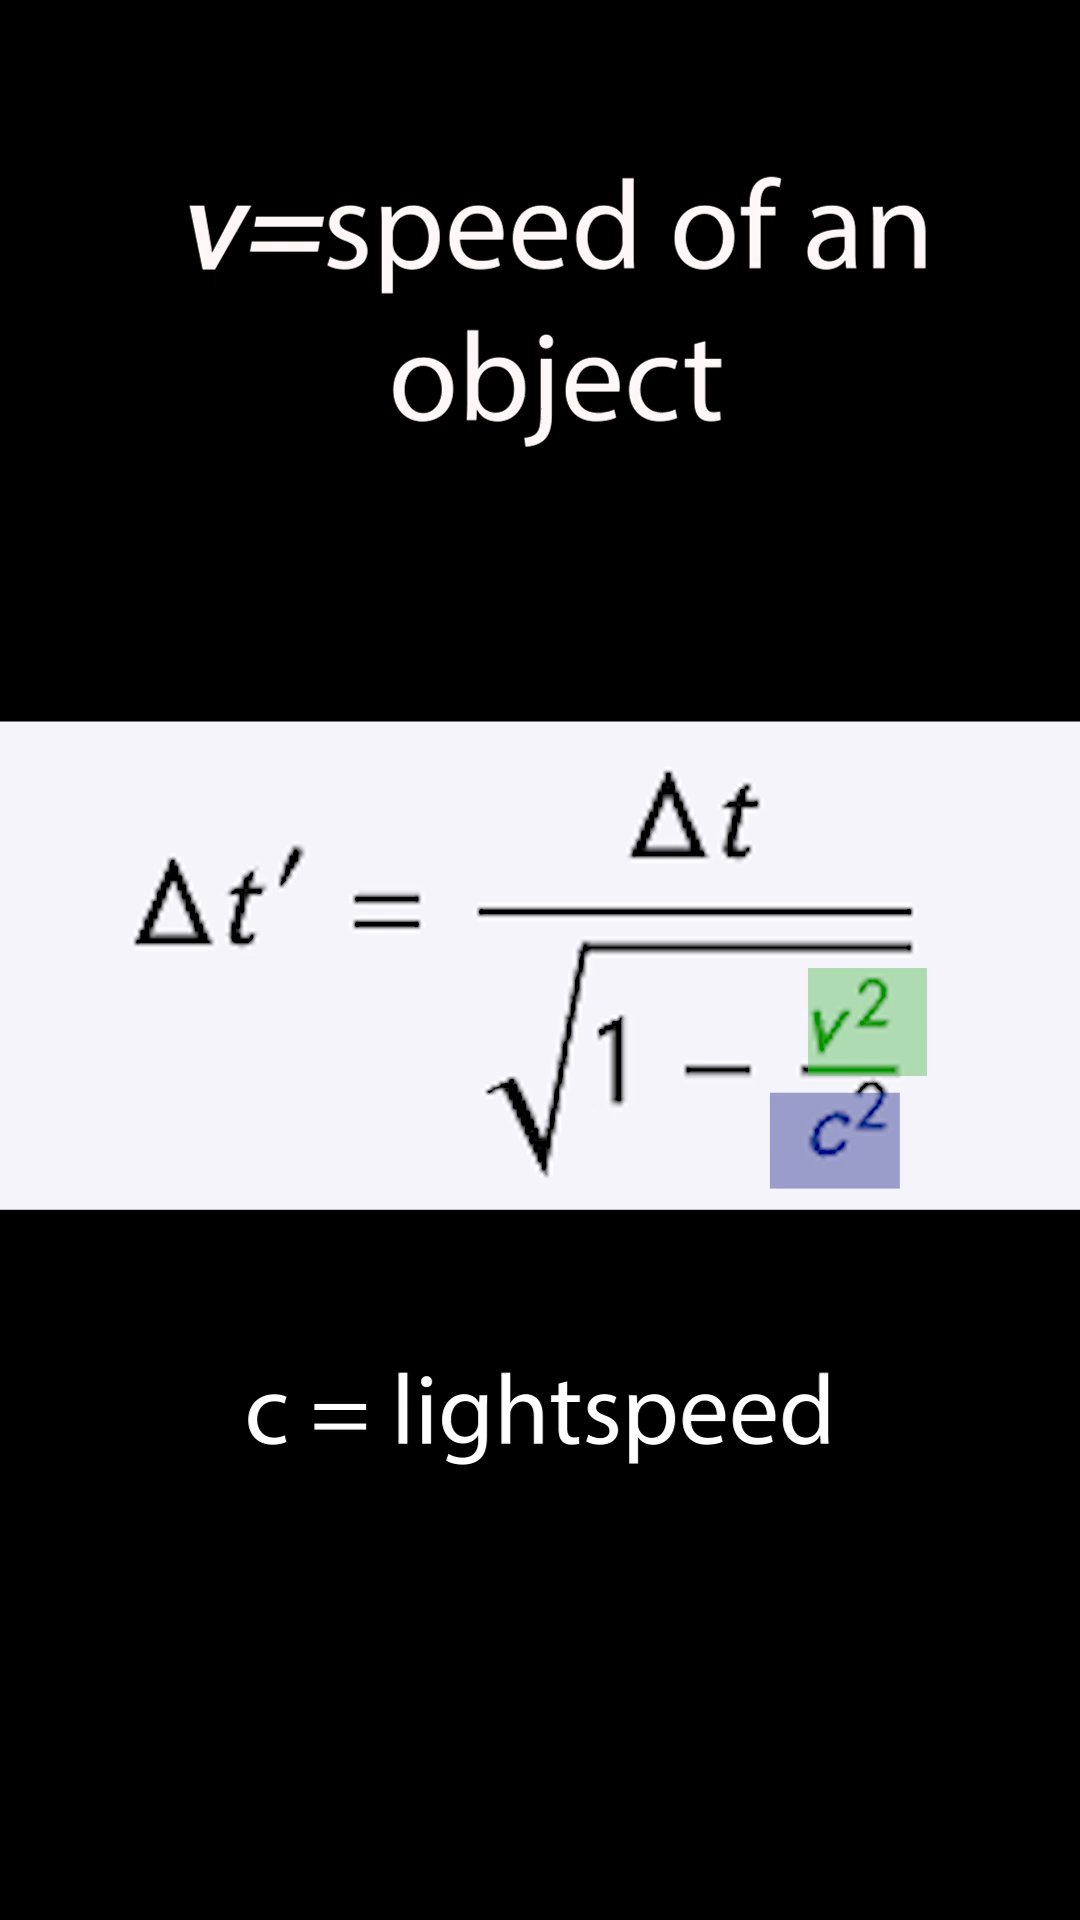 v=speed of an
object
Δt′ = Δt / √(1 − v²/c²)
c = lightspeed